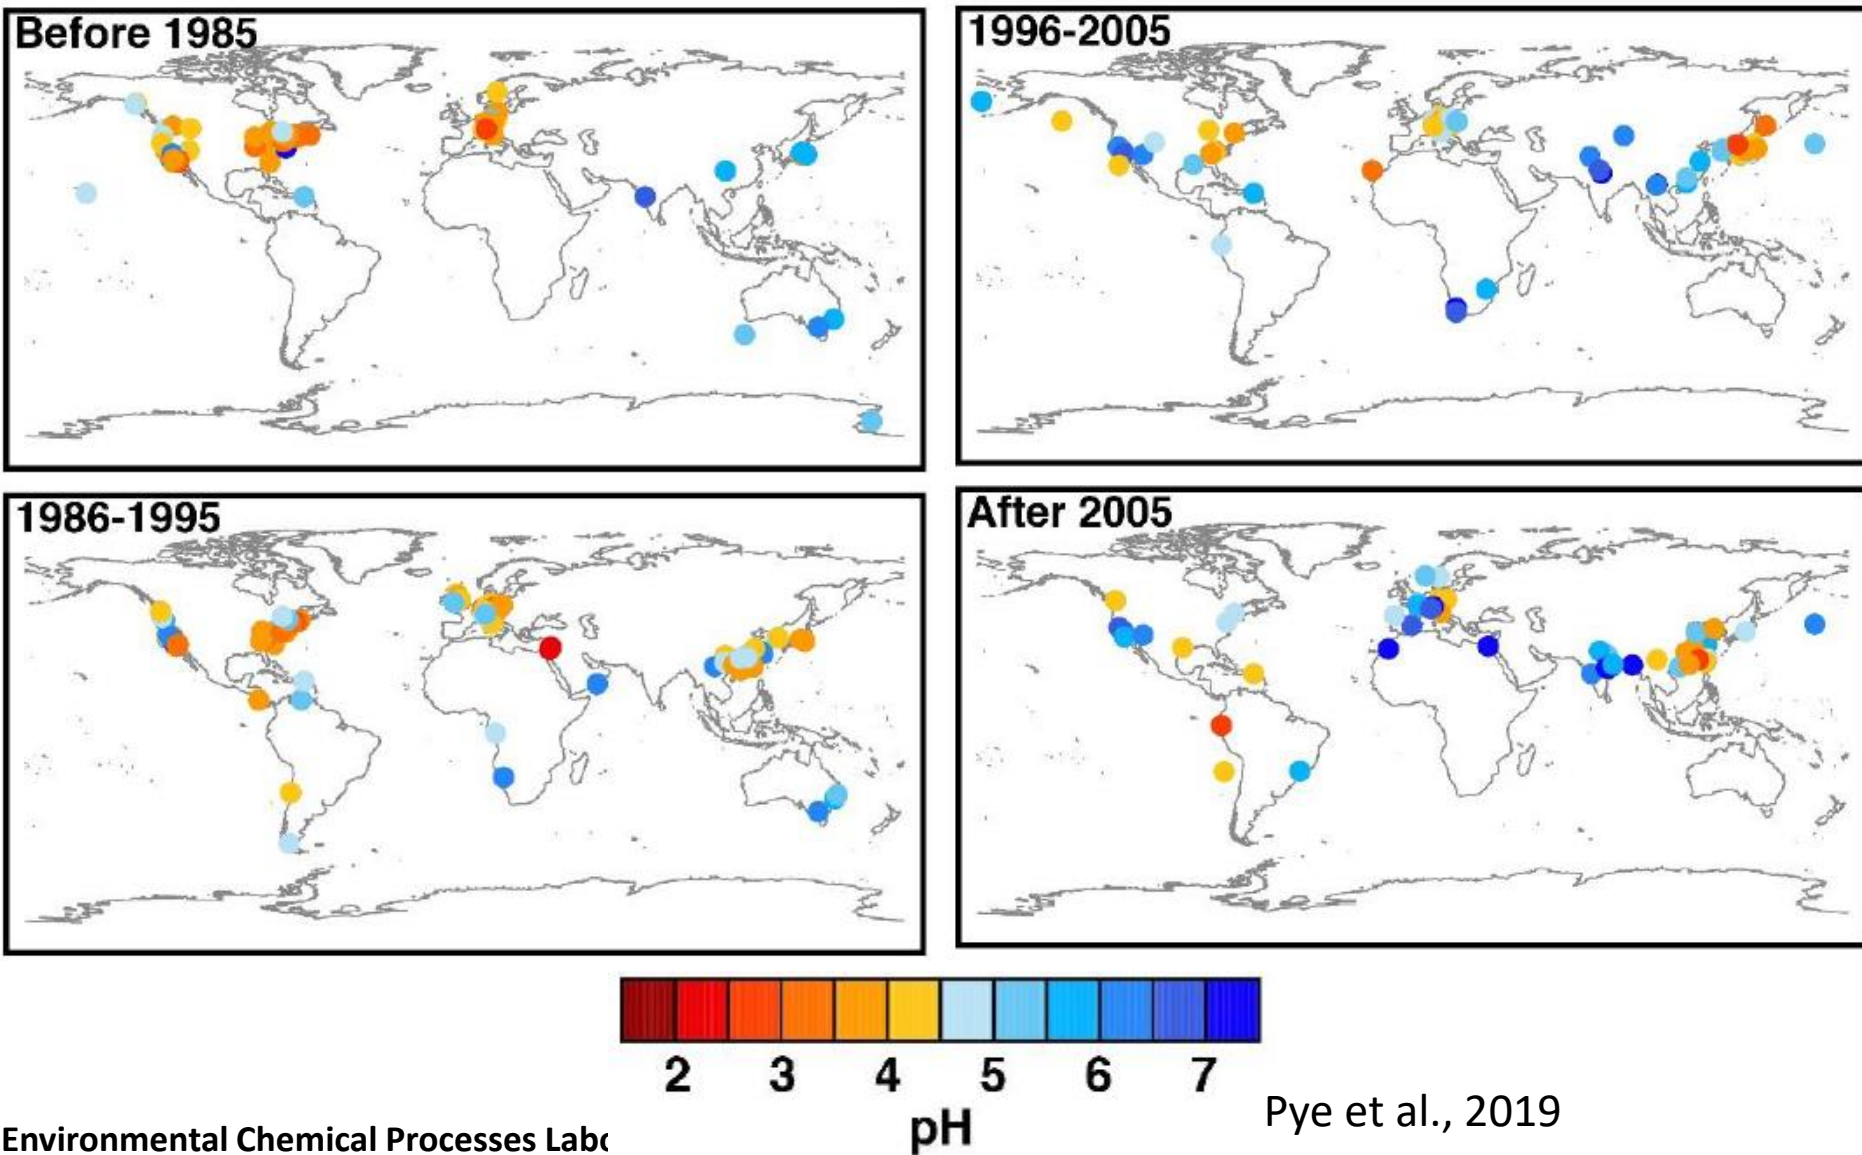 Before 1985
1996-2005
1986-1995
After 2005
2 3 4 5 6 7
pH
Pye et al., 2019
Environmental Chemical Processes Labo